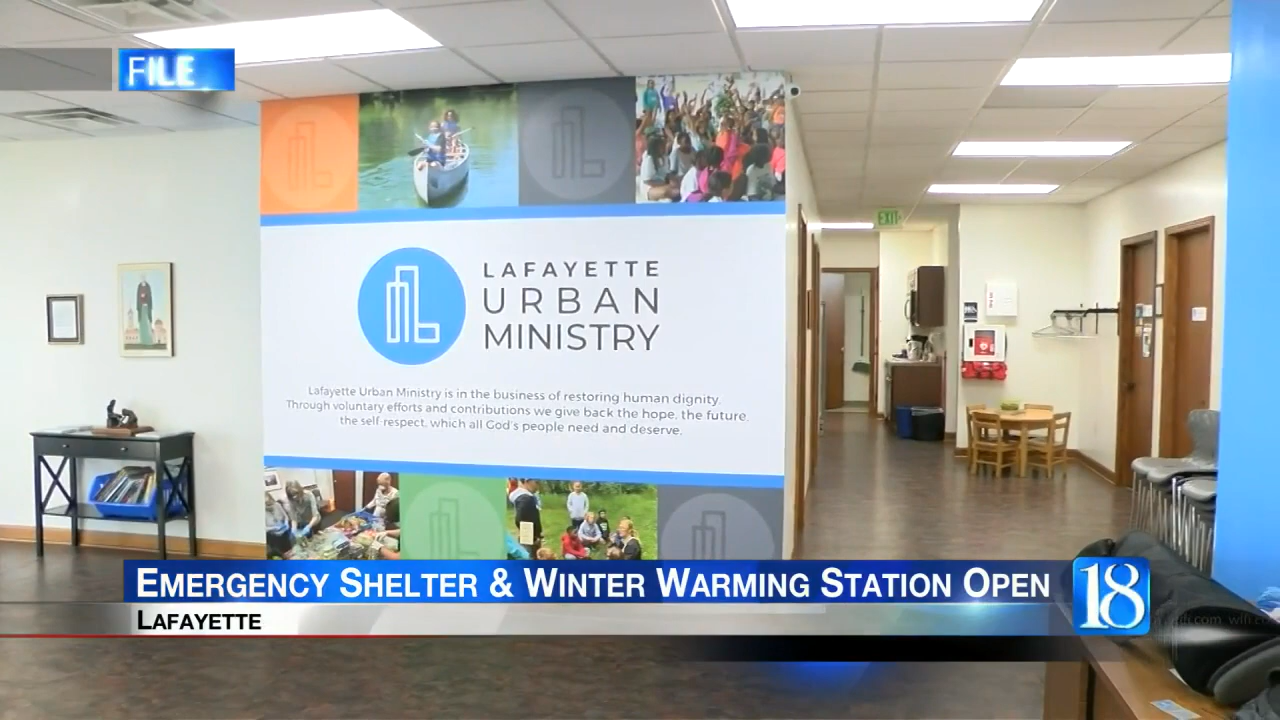 FILE
EXIT
LAFAYETTE
URBAN
MINISTRY
Lafayette Urban Ministry is in the business of restoring human dignity.
Through voluntary efforts and contributions we give back the hope, the future,
the self-respect, which all God's people need and deserve.
EMERGENCY SHELTER & WINTER WARMING STATION OPEN
18
LAFAYETTE